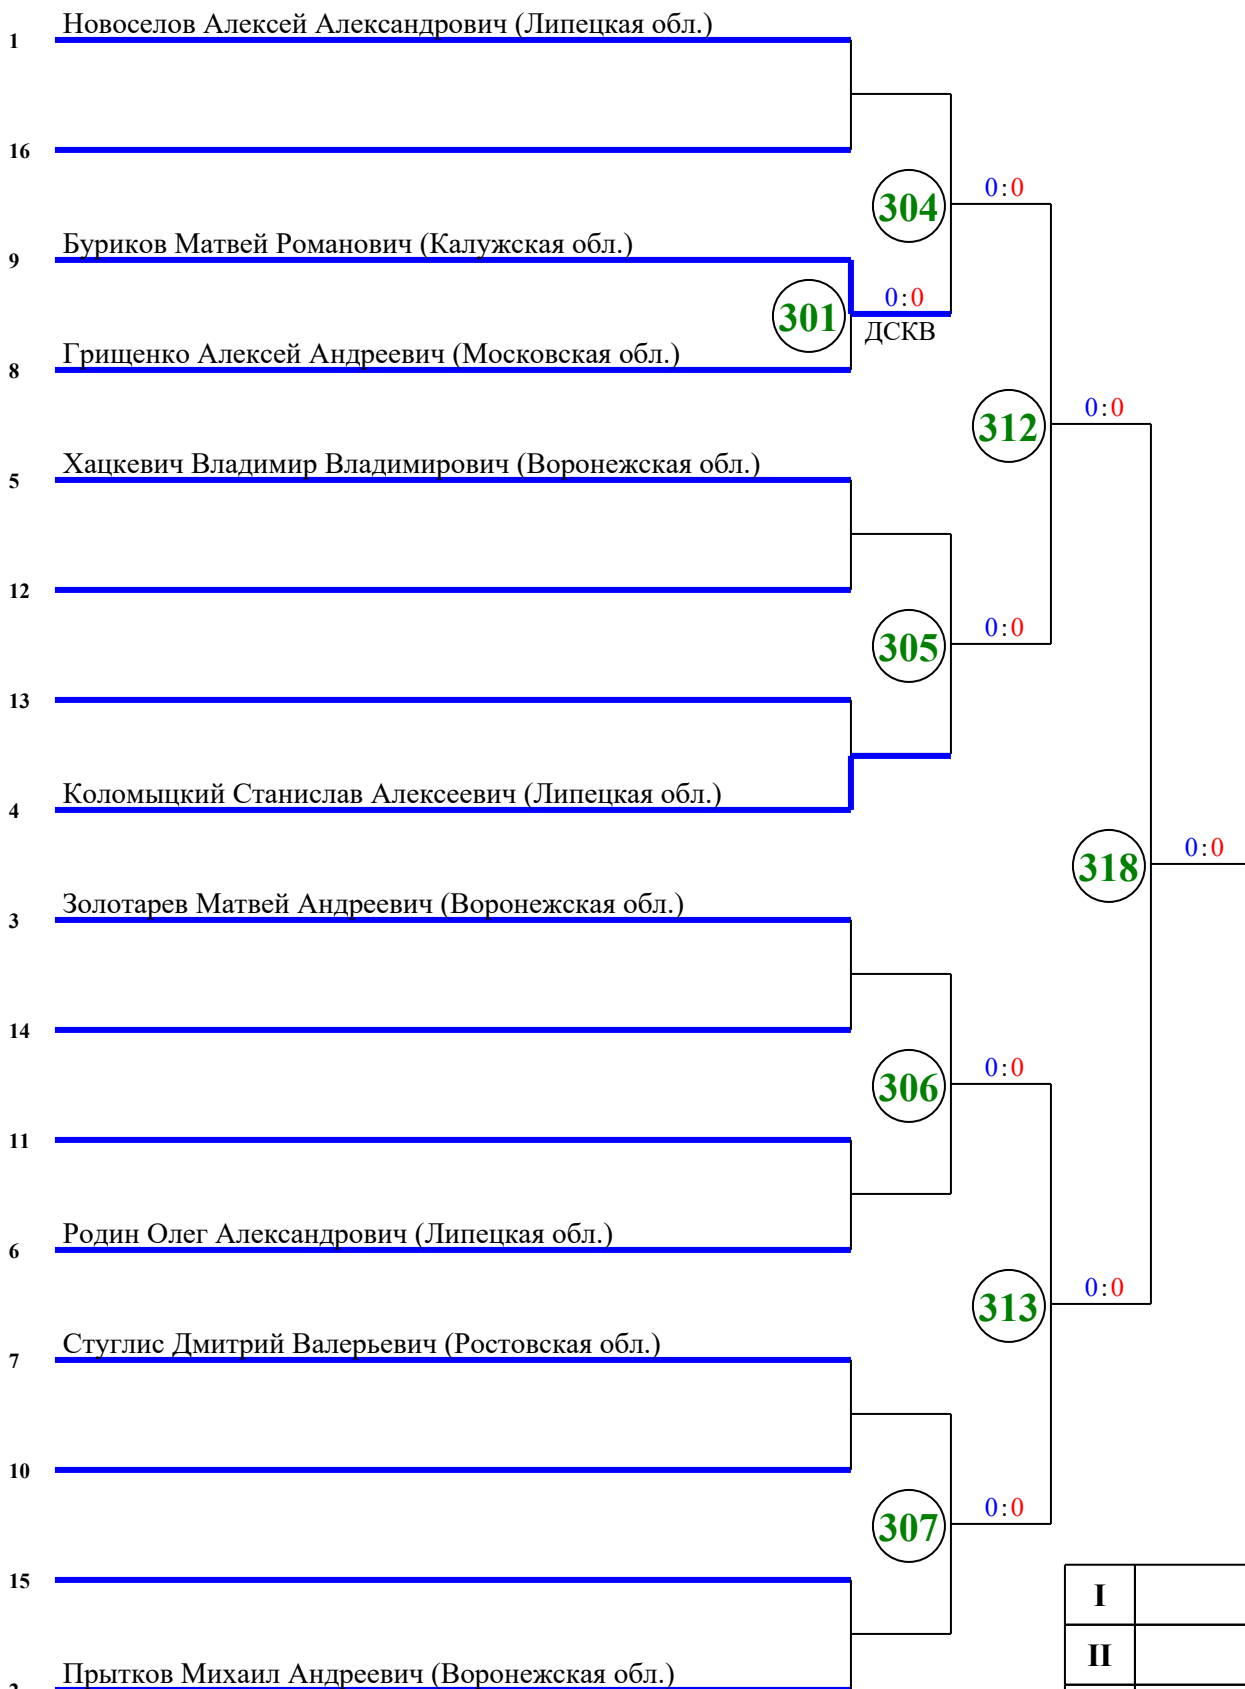 Новоселов Алексей Александрович (Липецкая обл.)
1
16
304
0:0
Буриков Матвей Романович (Калужская обл.)
9
301
0:0
ДСКВ
Грищенко Алексей Андреевич (Московская обл.)
8
312
0:0
Хацкевич Владимир Владимирович (Воронежская обл.)
5
12
305
0:0
13
Коломыцкий Станислав Алексеевич (Липецкая обл.)
4
318
0:0
Золотарев Матвей Андреевич (Воронежская обл.)
3
14
306
0:0
11
Родин Олег Александрович (Липецкая обл.)
6
313
0:0
Стуглис Дмитрий Валерьевич (Ростовская обл.)
7
10
307
0:0
15
I
II
Прытков Михаил Андреевич (Воронежская обл.)
2